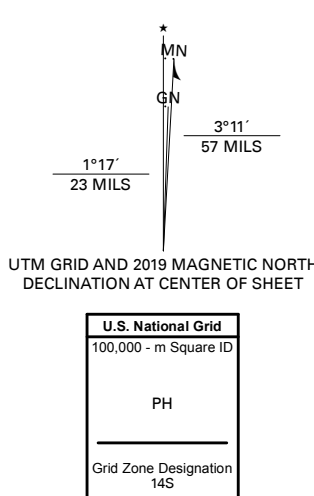 MN
GN
3°11´
57 MILS
1°17´
23 MILS
UTM GRID AND 2019 MAGNETIC NORTH
DECLINATION AT CENTER OF SHEET
U.S. National Grid
100,000 - m Square ID
PH
Grid Zone Designation
14S